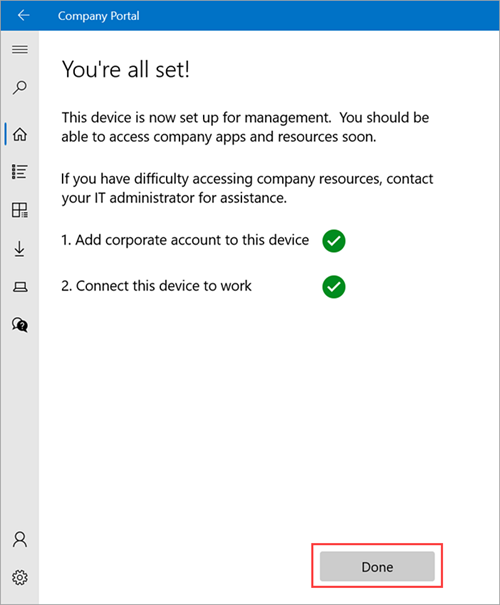 Company Portal
You're all set!
This device is now set up for management. You should be
able to access company apps and resources soon.
If you have difficulty accessing company resources, contact
your IT administrator for assistance.
1. Add corporate account to this device
2. Connect this device to work
Done